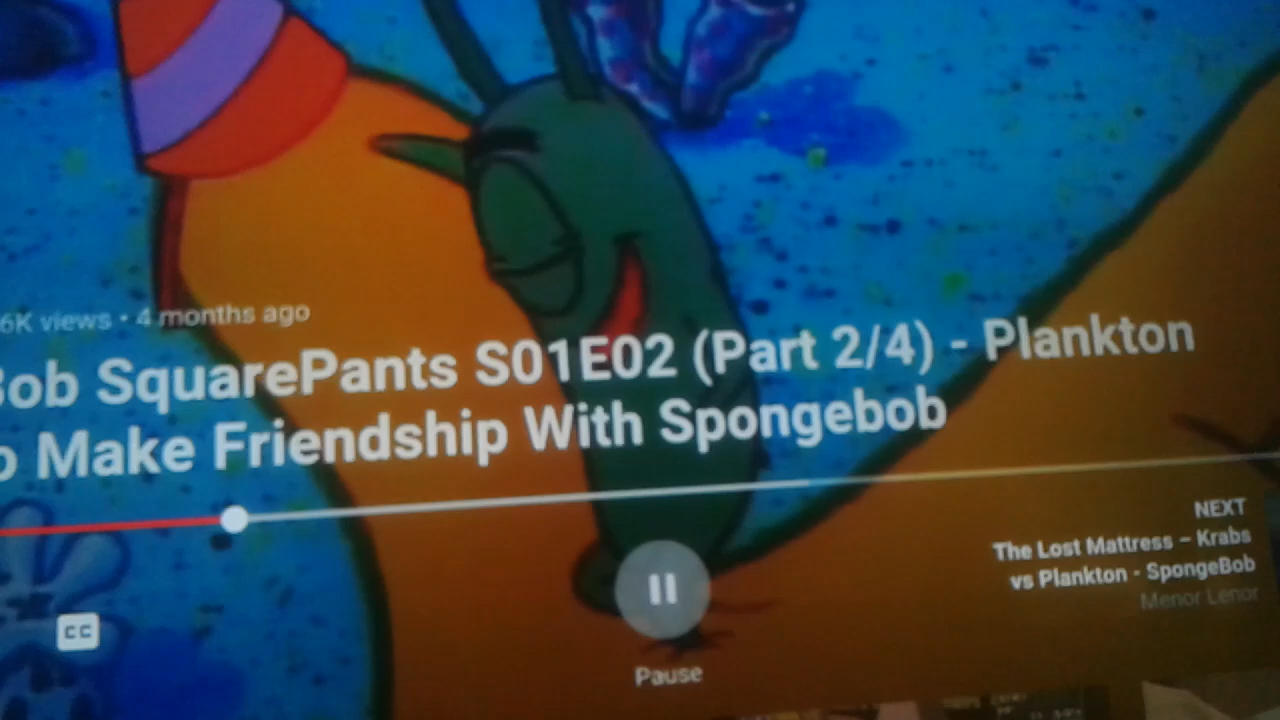 6K views • 4 months ago
Bob SquarePants S01E02 (Part 2/4) - Plankton
o Make Friendship With Spongebob
NEXT
The Lost Mattress – Krabs
vs Plankton - SpongeBob
Menor Lenor
CC
Pause